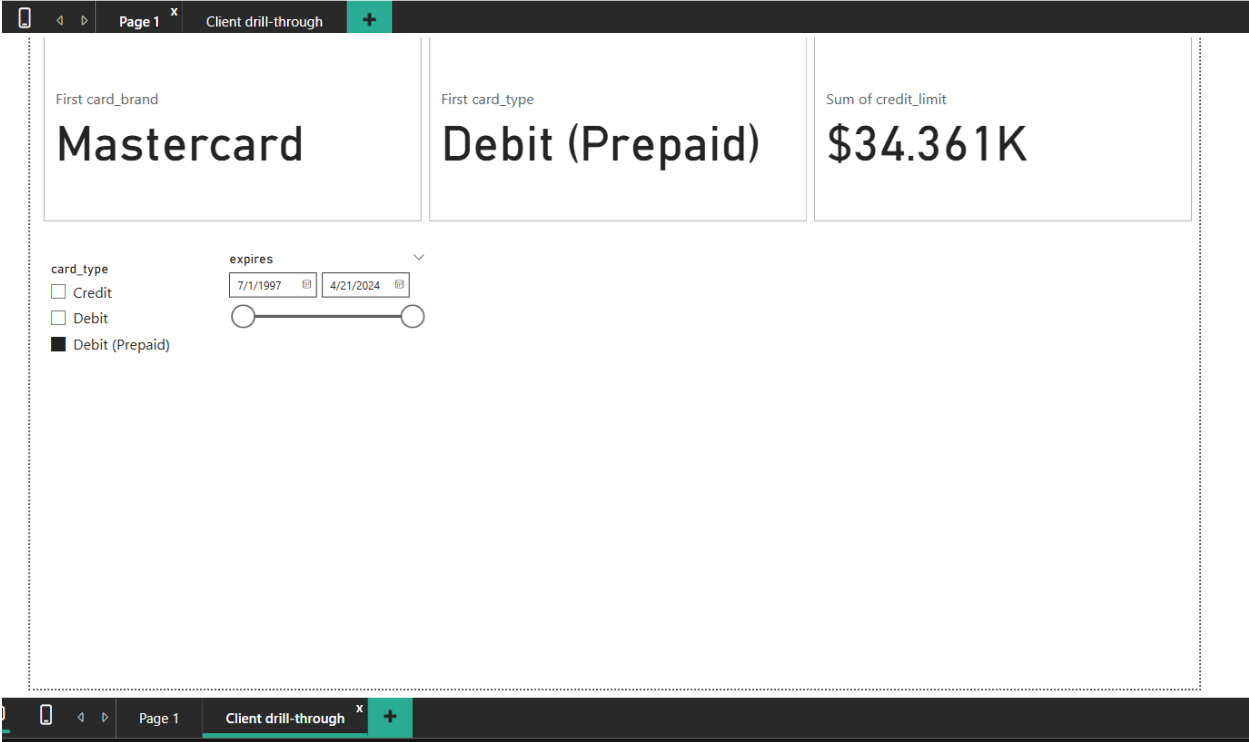 Page 1 x Client drill-through +
First card_brand
Mastercard
First card_type
Debit (Prepaid)
Sum of credit_limit
$34.361K
card_type
Credit
Debit
Debit (Prepaid)
expires
7/1/1997 4/21/2024
Page 1 Client drill-through x +